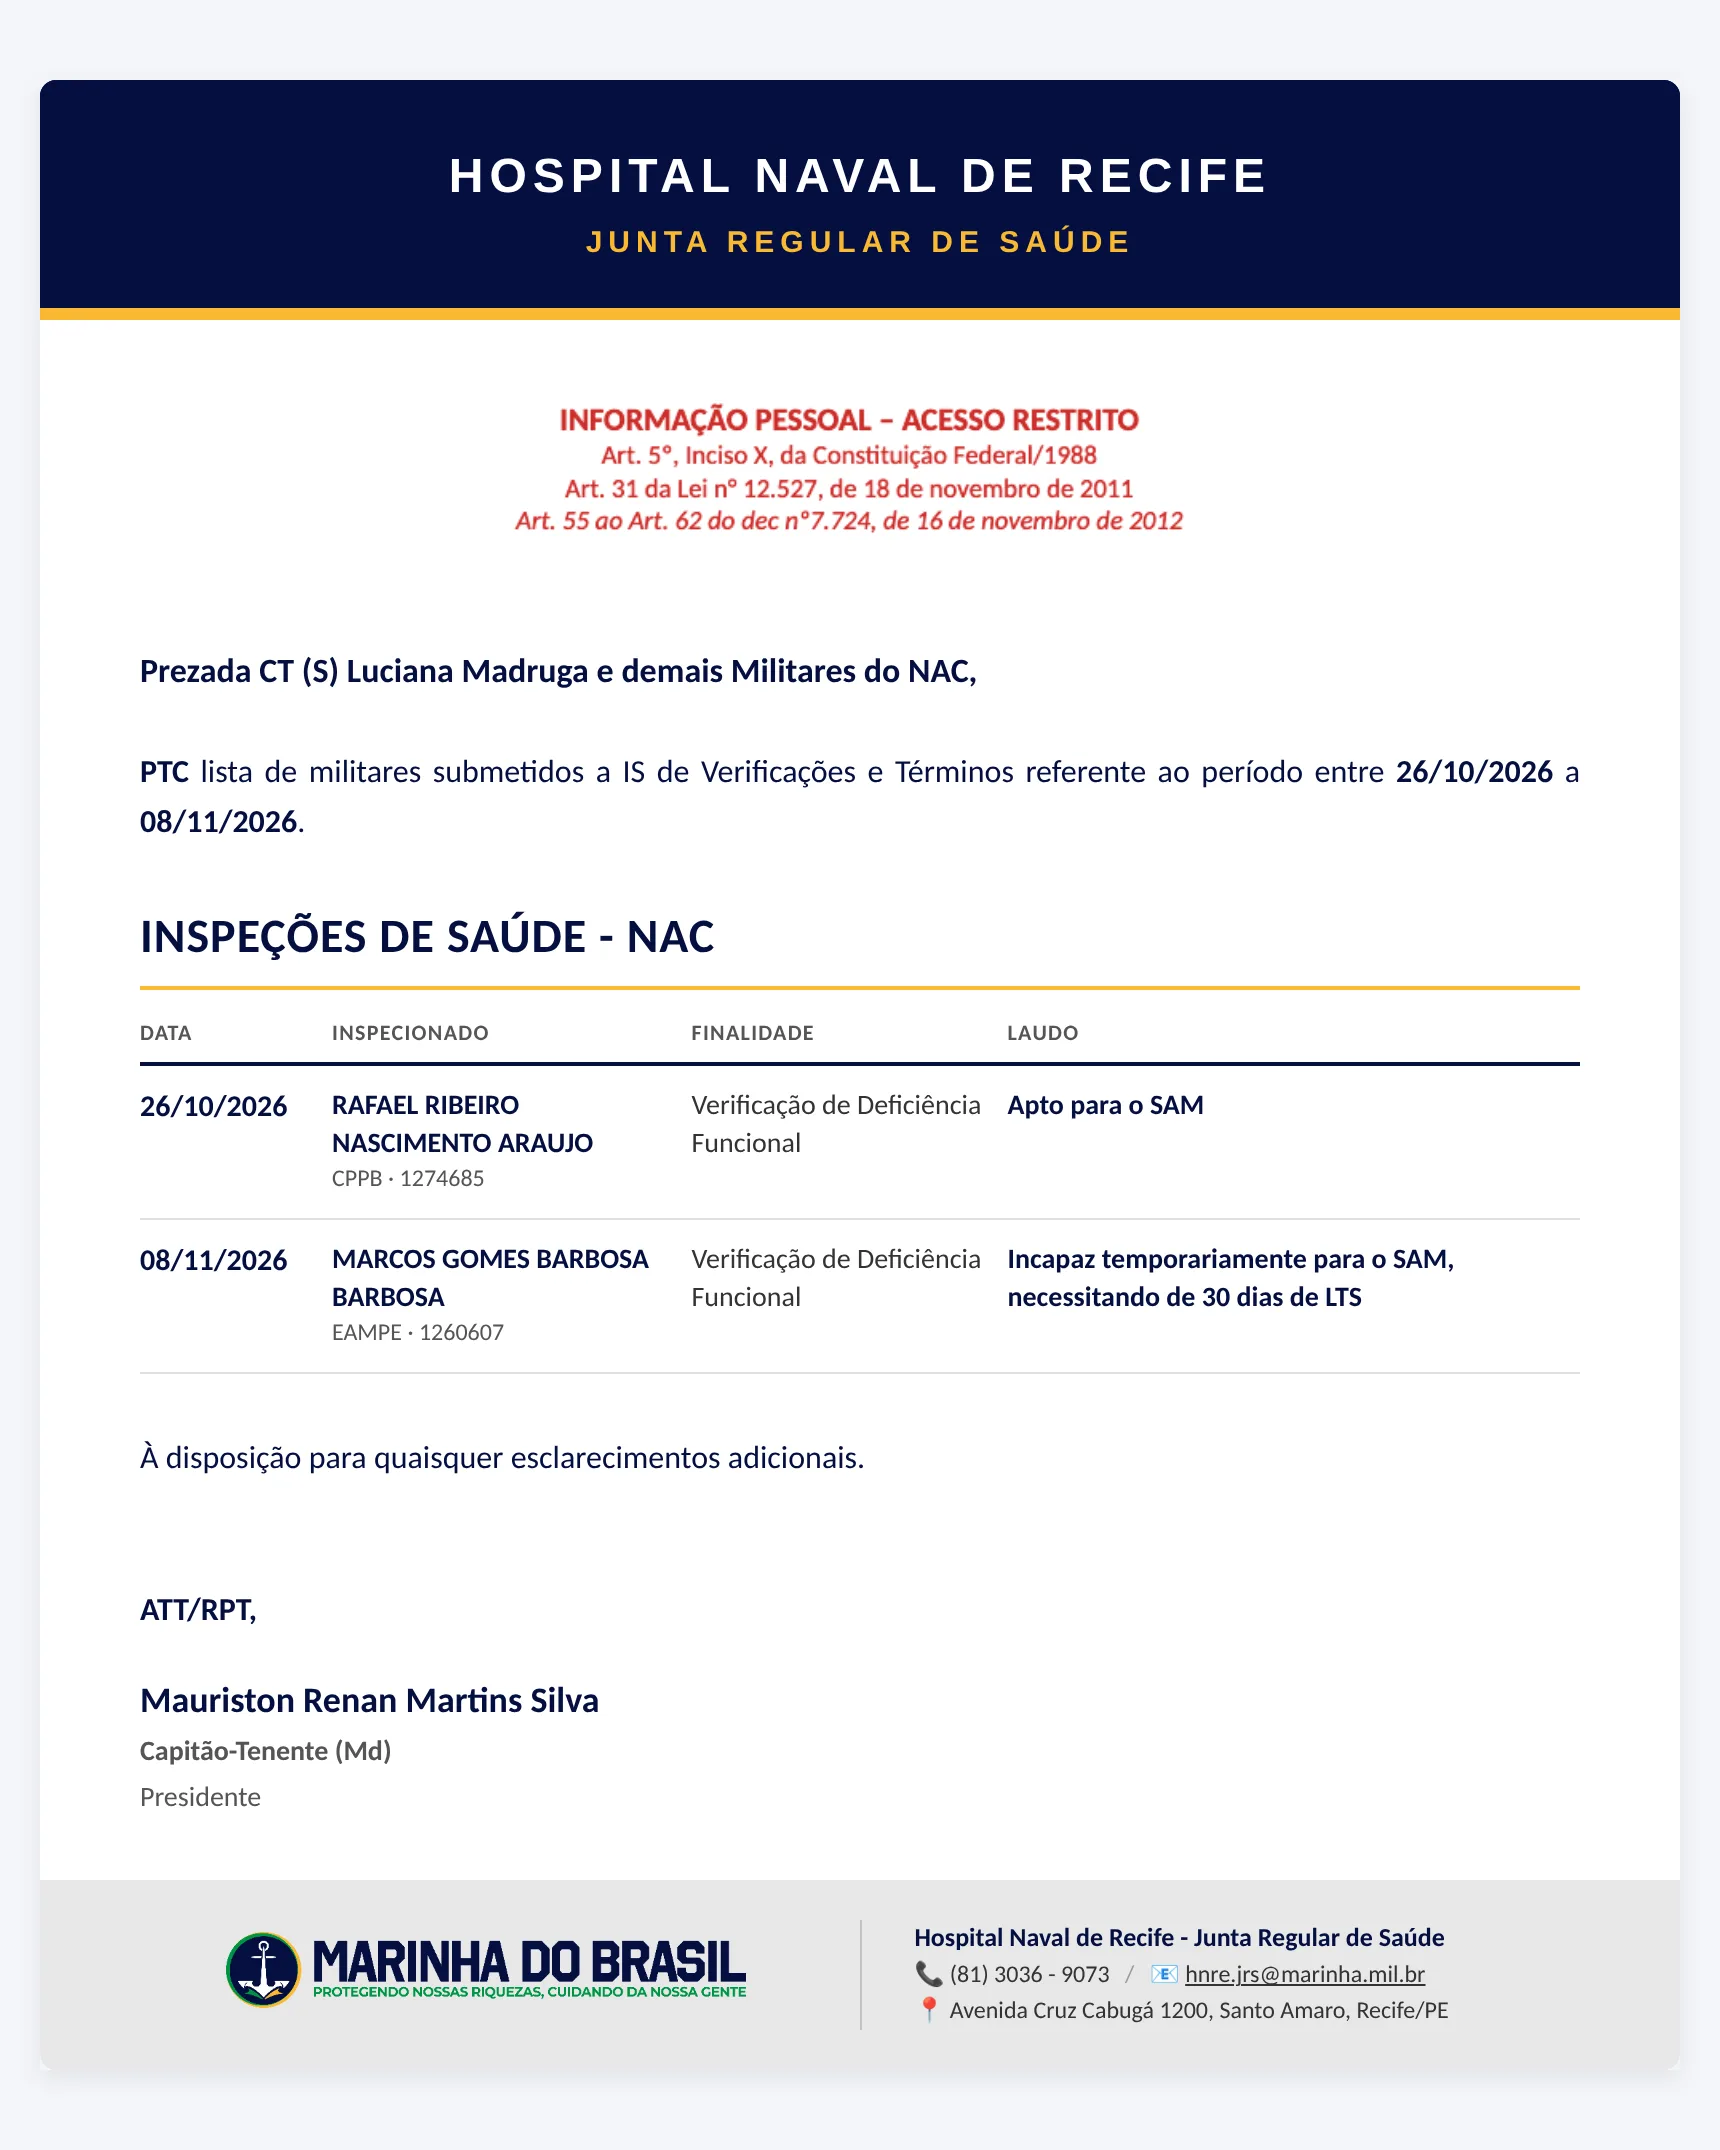 HOSPITAL NAVAL DE RECIFE
JUNTA REGULAR DE SAÚDE
INFORMAÇÃO PESSOAL – ACESSO RESTRITO
Art. 5º, Inciso X, da Constituição Federal/1988
Art. 31 da Lei nº 12.527, de 18 de novembro de 2011
Art. 55 ao Art. 62 do dec nº7.724, de 16 de novembro de 2012
Prezada CT (S) Luciana Madruga e demais Militares do NAC,
PTC lista de militares submetidos a IS de Verificações e Términos referente ao período entre 26/10/2026 a
08/11/2026.
INSPEÇÕES DE SAÚDE - NAC
DATA INSPECIONADO FINALIDADE LAUDO
26/10/2026 RAFAEL RIBEIRO Verificação de Deficiência Apto para o SAM
NASCIMENTO ARAUJO Funcional
CPPB · 1274685
08/11/2026 MARCOS GOMES BARBOSA Verificação de Deficiência Incapaz temporariamente para o SAM,
BARBOSA Funcional necessitando de 30 dias de LTS
EAMPE · 1260607
À disposição para quaisquer esclarecimentos adicionais.
ATT/RPT,
Mauriston Renan Martins Silva
Capitão-Tenente (Md)
Presidente
MARINHA DO BRASIL
PROTEGENDO NOSSAS RIQUEZAS, CUIDANDO DA NOSSA GENTE
Hospital Naval de Recife - Junta Regular de Saúde
📞 (81) 3036 - 9073 / 📧 hnre.jrs@marinha.mil.br
📍 Avenida Cruz Cabugá 1200, Santo Amaro, Recife/PE